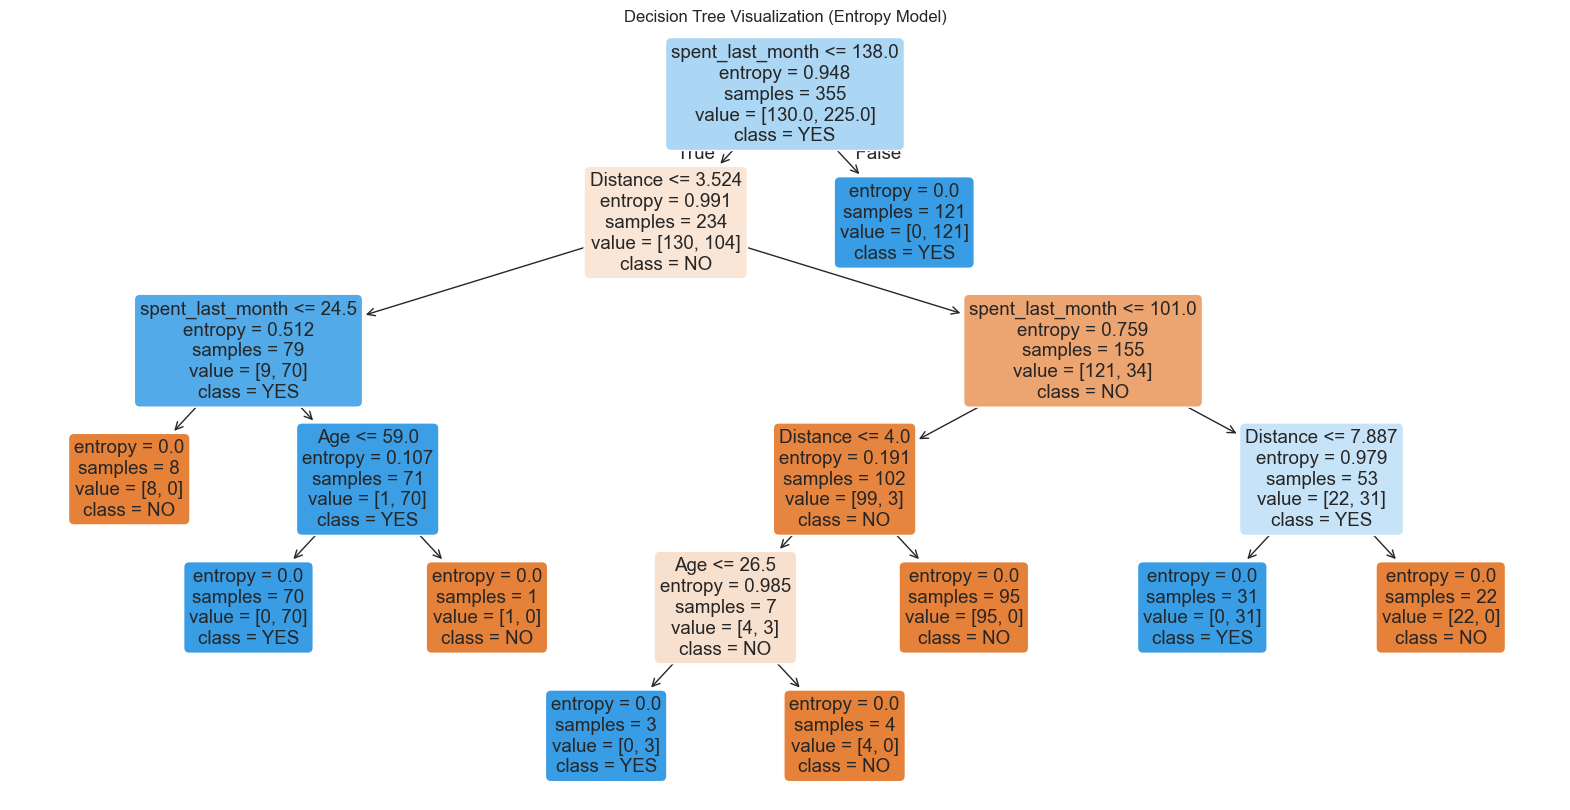 Decision Tree Visualization (Entropy Model)
spent_last_month <= 138.0
entropy = 0.948
samples = 355
value = [130.0, 225.0]
class = YES
True
False
Distance <= 3.524
entropy = 0.991
samples = 234
value = [130, 104]
class = NO
entropy = 0.0
samples = 121
value = [0, 121]
class = YES
spent_last_month <= 24.5
entropy = 0.512
samples = 79
value = [9, 70]
class = YES
spent_last_month <= 101.0
entropy = 0.759
samples = 155
value = [121, 34]
class = NO
entropy = 0.0
samples = 8
value = [8, 0]
class = NO
Age <= 59.0
entropy = 0.107
samples = 71
value = [1, 70]
class = YES
Distance <= 4.0
entropy = 0.191
samples = 102
value = [99, 3]
class = NO
Distance <= 7.887
entropy = 0.979
samples = 53
value = [22, 31]
class = YES
entropy = 0.0
samples = 70
value = [0, 70]
class = YES
entropy = 0.0
samples = 1
value = [1, 0]
class = NO
Age <= 26.5
entropy = 0.985
samples = 7
value = [4, 3]
class = NO
entropy = 0.0
samples = 95
value = [95, 0]
class = NO
entropy = 0.0
samples = 31
value = [0, 31]
class = YES
entropy = 0.0
samples = 22
value = [22, 0]
class = NO
entropy = 0.0
samples = 3
value = [0, 3]
class = YES
entropy = 0.0
samples = 4
value = [4, 0]
class = NO